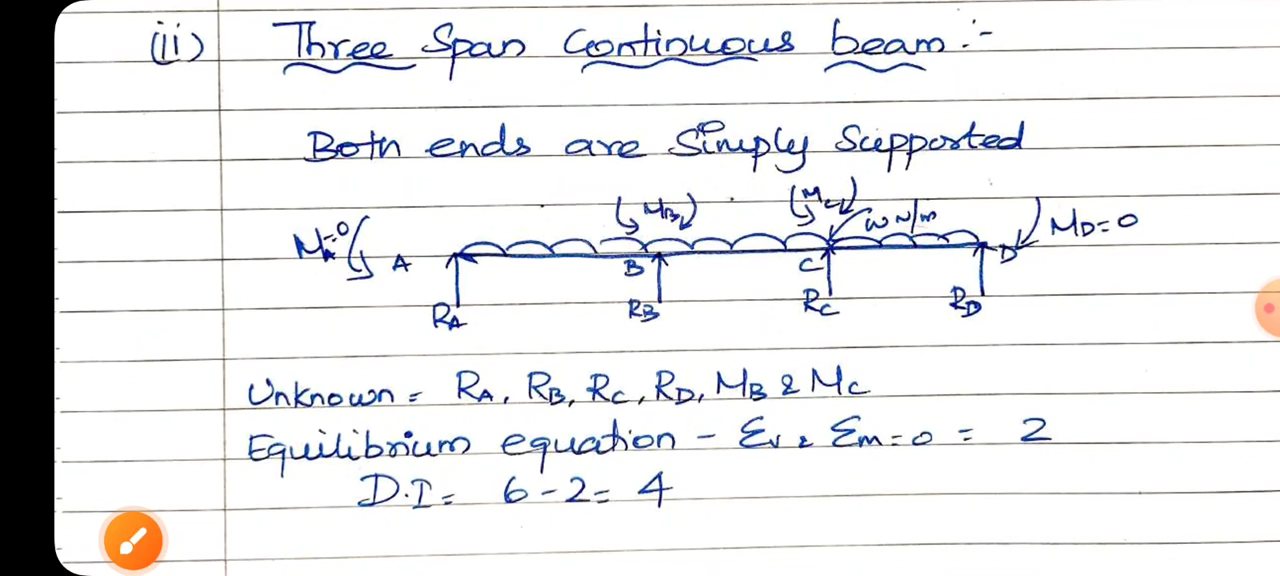 (ii) Three Span Continuous beam :-
Both ends are Simply Supported
MB
Mc
w N/m
MA=0
MD=0
A
B
C
D
RA
RB
RC
RD
Unknown = RA, RB, RC, RD, MB & MC
Equilibrium equation - Σv & Σm=0 = 2
D.I = 6-2= 4